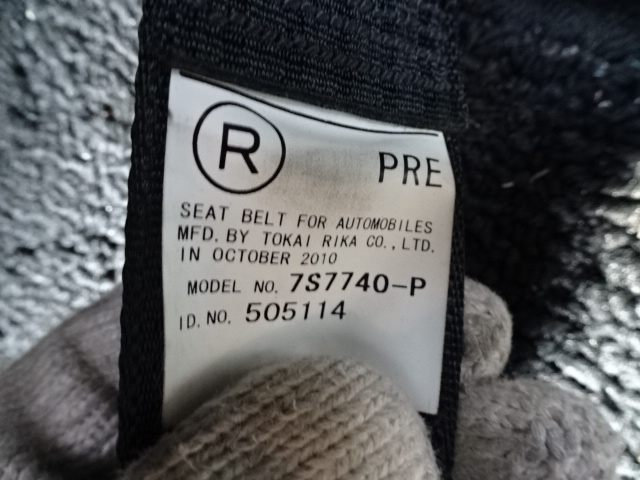 R PRE
SEAT BELT FOR AUTOMOBILES
MFD. BY TOKAI RIKA CO., LTD.
IN OCTOBER 2010
MODEL NO. 7S7740-P
ID. NO. 505114